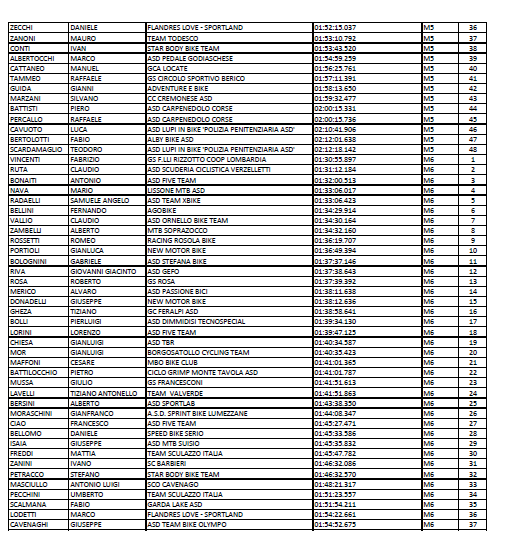 ZECCHI DANIELE FLANDRES LOVE - SPORTLAND 01:52:15.037 M5 36
ZANONI MAURO TEAM TODESCO 01:53:10.792 M5 37
CONTI IVAN STAR BODY BIKE TEAM 01:53:43.520 M5 38
ALBERTOCCHI MARCO ASD PEDALE GODIASCHESE 01:54:59.259 M5 39
CATTANEO MANUEL GCA LOCATE 01:56:25.761 M5 40
TAMMEO RAFFAELE GS CIRCOLO SPORTIVO BERICO 01:57:11.391 M5 41
GUIDA GIANNI ADVENTURE E BIKE 01:58:13.650 M5 42
MARZANI SILVANO CC CREMONESE ASD 01:59:32.477 M5 43
BATTISTI PIERO ASD CARPENEDOLO CORSE 02:00:15.331 M5 44
PERCALLO RAFFAELE ASD CARPENEDOLO CORSE 02:00:15.736 M5 45
CAVUOTO LUCA ASD LUPI IN BIKE 'POLIZIA PENITENZIARIA ASD' 02:10:41.906 M5 46
BERTOLOTTI FABIO ALBY BIKE ASD 02:12:01.638 M5 47
SCARDAMAGLIO TEODORO ASD LUPI IN BIKE 'POLIZIA PENITENZIARIA ASD' 02:12:18.142 M5 48
VINCENTI FABRIZIO GS F.LLI RIZZOTTO COOP LOMBARDIA 01:30:55.897 M6 1
RUTA CLAUDIO ASD SCUDERIA CICLISTICA VERZELLETTI 01:31:12.184 M6 2
BONAITI ANTONIO ASD FIVE TEAM 01:32:00.513 M6 3
NAVA MARIO LISSONE MTB ASD 01:33:06.017 M6 4
RADAELLI SAMUELE ANGELO ASD TEAM XBIKE 01:33:06.423 M6 5
BELLINI FERNANDO AGOBIKE 01:34:29.914 M6 6
VALLIO CLAUDIO ASD ORNELLO BIKE TEAM 01:34:30.164 M6 7
ZAMBELLI ALBERTO MTB SOPRAZOCCO 01:34:32.160 M6 8
ROSSETTI ROMEO RACING ROSOLA BIKE 01:36:19.707 M6 9
PORTIOLI GIANLUCA NEW MOTOR BIKE 01:36:49.394 M6 10
BOLOGNINI GABRIELE ASD STEFANA BIKE 01:37:37.146 M6 11
RIVA GIOVANNI GIACINTO ASD GEFO 01:37:38.643 M6 12
ROSA ROBERTO GS ROSA 01:37:39.392 M6 13
MERICO ALVARO ASD PASSIONE BICI 01:38:11.638 M6 14
DONADELLI GIUSEPPE NEW MOTOR BIKE 01:38:12.636 M6 15
GHEZA TIZIANO GC FERALPI ASD 01:38:58.641 M6 16
BOLLI PIERLUIGI ASD DIMMIDISI TECNOSPECIAL 01:39:34.130 M6 17
LORINI LORENZO ASD FIVE TEAM 01:39:47.125 M6 18
CHIESA GIANLUIGI ASD TBR 01:40:34.587 M6 19
MOR GIANLUIGI BORGOSATOLLO CYCLING TEAM 01:40:35.423 M6 20
MAFFONI CESARE MBO BIKE CLUB 01:41:01.365 M6 21
BATTILOCCHIO PIETRO CICLO GRIMP MONTE TAVOLA ASD 01:41:01.787 M6 22
MUSSA GIULIO GS FRANCESCONI 01:41:51.613 M6 23
LAVELLI TIZIANO ANTONELLO TEAM VALVERDE 01:41:51.863 M6 24
BERSINI ALBERTO ASD SPORTLAB 01:43:38.350 M6 25
MORASCHINI GIANFRANCO A.S.D. SPRINT BIKE LUMEZZANE 01:44:08.347 M6 26
CIAO FRANCESCO ASD FIVE TEAM 01:45:27.471 M6 27
BELLOMO DANIELE SPEED BIKE SERIO 01:45:33.586 M6 28
ISAIA GIUSEPPE ASD MTB SUISIO 01:45:35.832 M6 29
FREDDI MATTIA TEAM SCULAZZO ITALIA 01:45:47.782 M6 30
ZANINI IVANO SC BARBIERI 01:46:32.086 M6 31
PETRACCO STEFANO STAR BODY BIKE TEAM 01:46:32.570 M6 32
MASCIULLO ANTONIO LUIGI SCO CAVENAGO 01:48:21.317 M6 33
PECCHINI UMBERTO TEAM SCULAZZO ITALIA 01:51:23.557 M6 34
SCALMANA FABIO GARDA LAKE ASD 01:51:54.211 M6 35
LODETTI MARCO FLANDRES LOVE - SPORTLAND 01:54:22.661 M6 36
CAVENAGHI GIUSEPPE ASD TEAM BIKE OLYMPO 01:54:52.675 M6 37